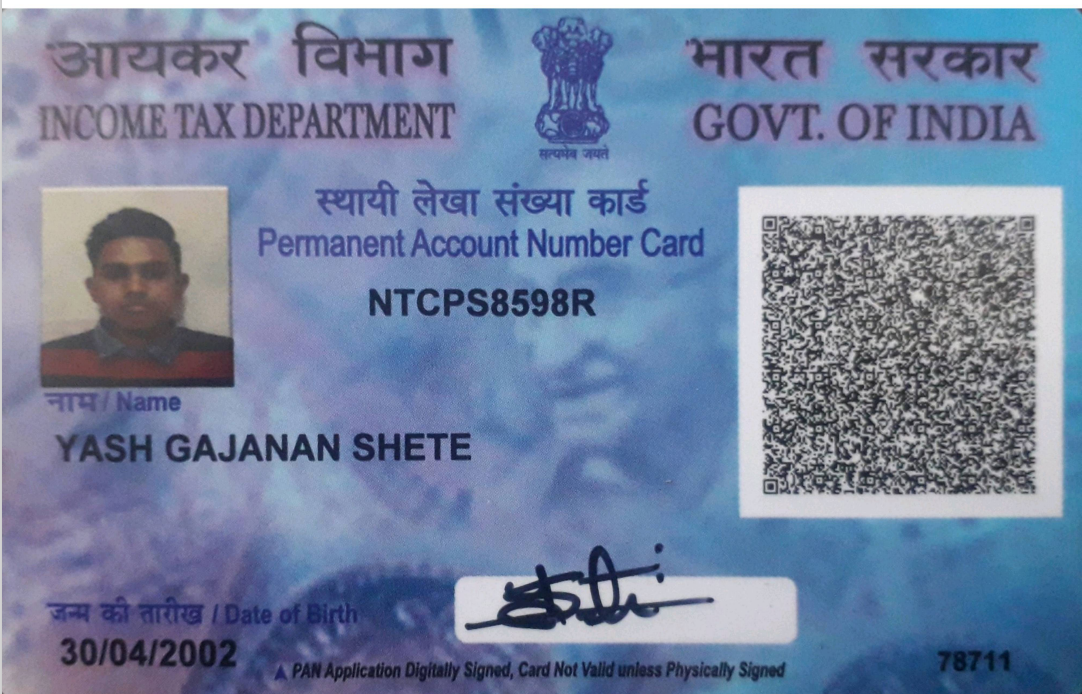 आयकर विभाग
INCOME TAX DEPARTMENT
सत्यमेव जयते
भारत सरकार
GOVT. OF INDIA
स्थायी लेखा संख्या कार्ड
Permanent Account Number Card
NTCPS8598R
नाम / Name
YASH GAJANAN SHETE
जन्म की तारीख / Date of Birth
30/04/2002
PAN Application Digitally Signed, Card Not Valid unless Physically Signed
78711